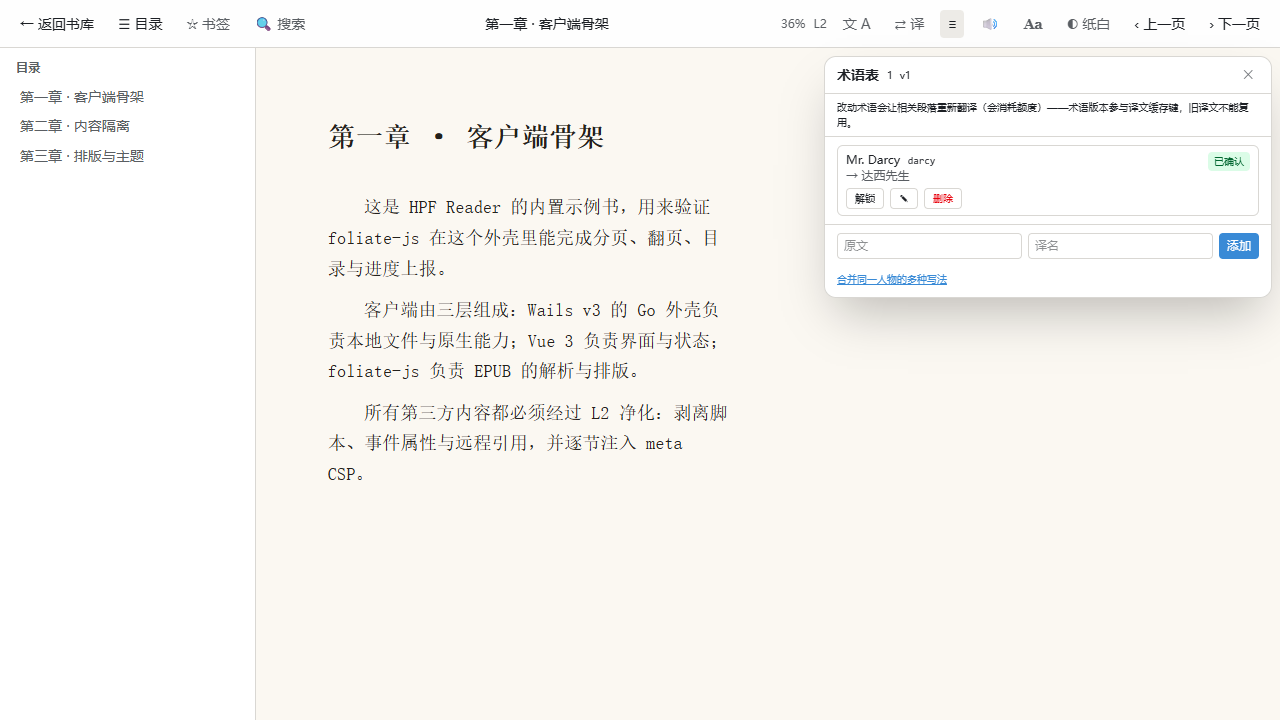 ← 返回书库 ☰ 目录 ☆ 书签 🔍 搜索 第一章 · 客户端骨架 36% L2 文 A ⇄ 译 ☰ 🔊 Aa ◐ 纸白 ‹ 上一页 › 下一页
目录
第一章 · 客户端骨架
第二章 · 内容隔离
第三章 · 排版与主题
第一章 · 客户端骨架
这是 HPF Reader 的内置示例书，用来验证
foliate-js 在这个外壳里能完成分页、翻页、目
录与进度上报。
客户端由三层组成：Wails v3 的 Go 外壳负
责本地文件与原生能力；Vue 3 负责界面与状态；
foliate-js 负责 EPUB 的解析与排版。
所有第三方内容都必须经过 L2 净化：剥离脚
本、事件属性与远程引用，并逐节注入 meta
CSP。
术语表 1 v1 ×
改动术语会让相关段落重新翻译（会消耗额度）——术语版本参与译文缓存键，旧译文不能复
用。
Mr. Darcy darcy 已确认
→ 达西先生
解锁 ✎ 删除
原文 译名 添加
合并同一人物的多种写法